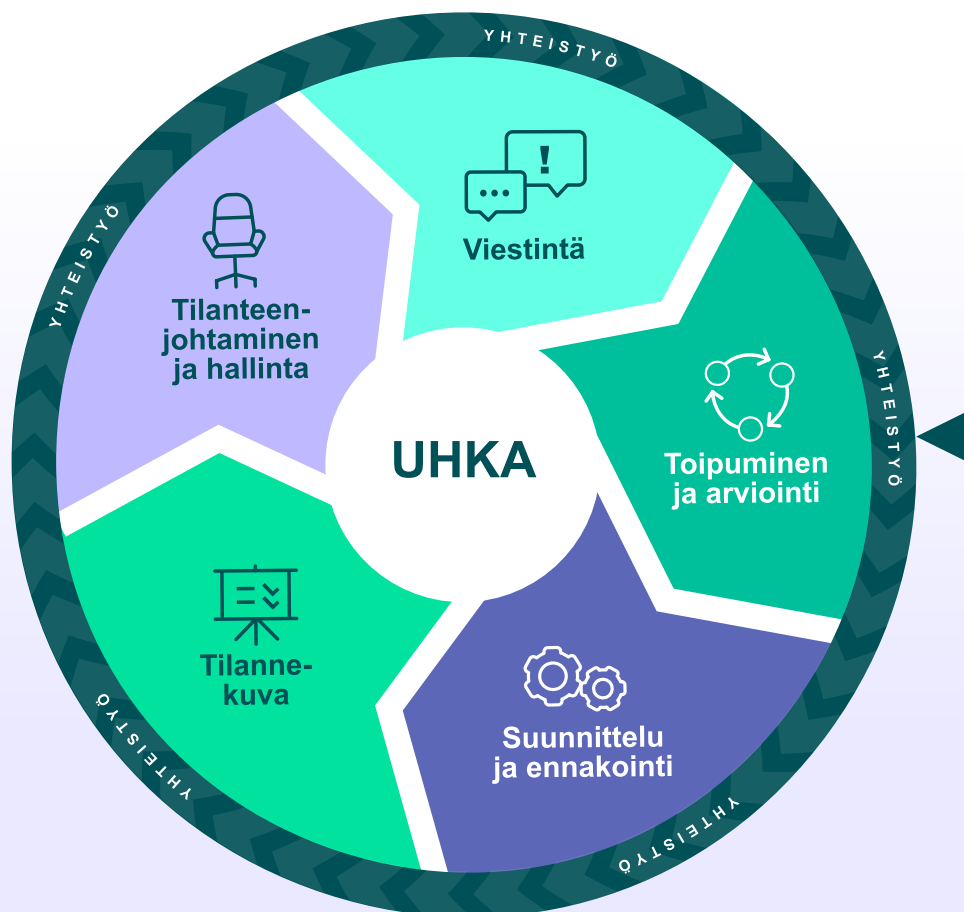 YHTEISTYÖ
!
Viestintä
YHTEISTYÖ
Tilanteen-
johtaminen
ja hallinta
YHTEISTYÖ
Toipuminen
ja arviointi
UHKA
Tilanne-
kuva
YHTEISTYÖ
Suunnittelu
ja ennakointi
YHTEISTYÖ